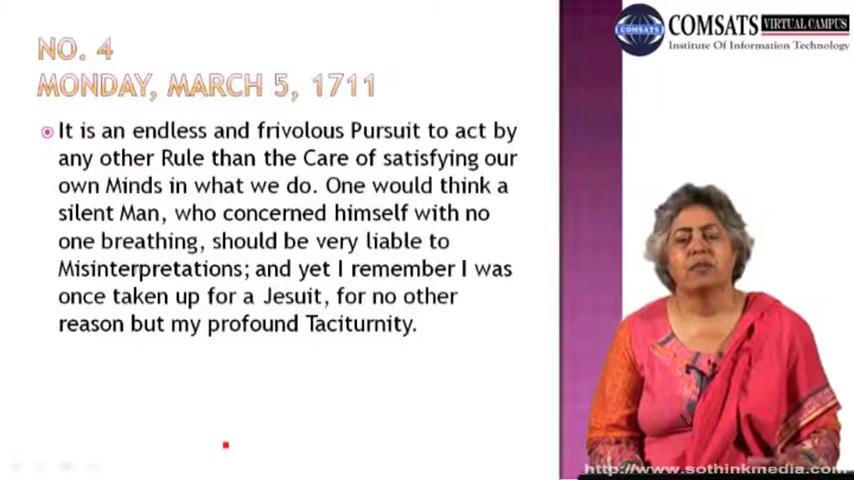 NO. 4
MONDAY, MARCH 5, 1711
It is an endless and frivolous Pursuit to act by
any other Rule than the Care of satisfying our
own Minds in what we do. One would think a
silent Man, who concerned himself with no
one breathing, should be very liable to
Misinterpretations; and yet I remember I was
once taken up for a Jesuit, for no other
reason but my profound Taciturnity.
COMSATS
COMSATS VIRTUAL CAMPUS
Institute Of Information Technology
http://www.sothinkmedia.com/